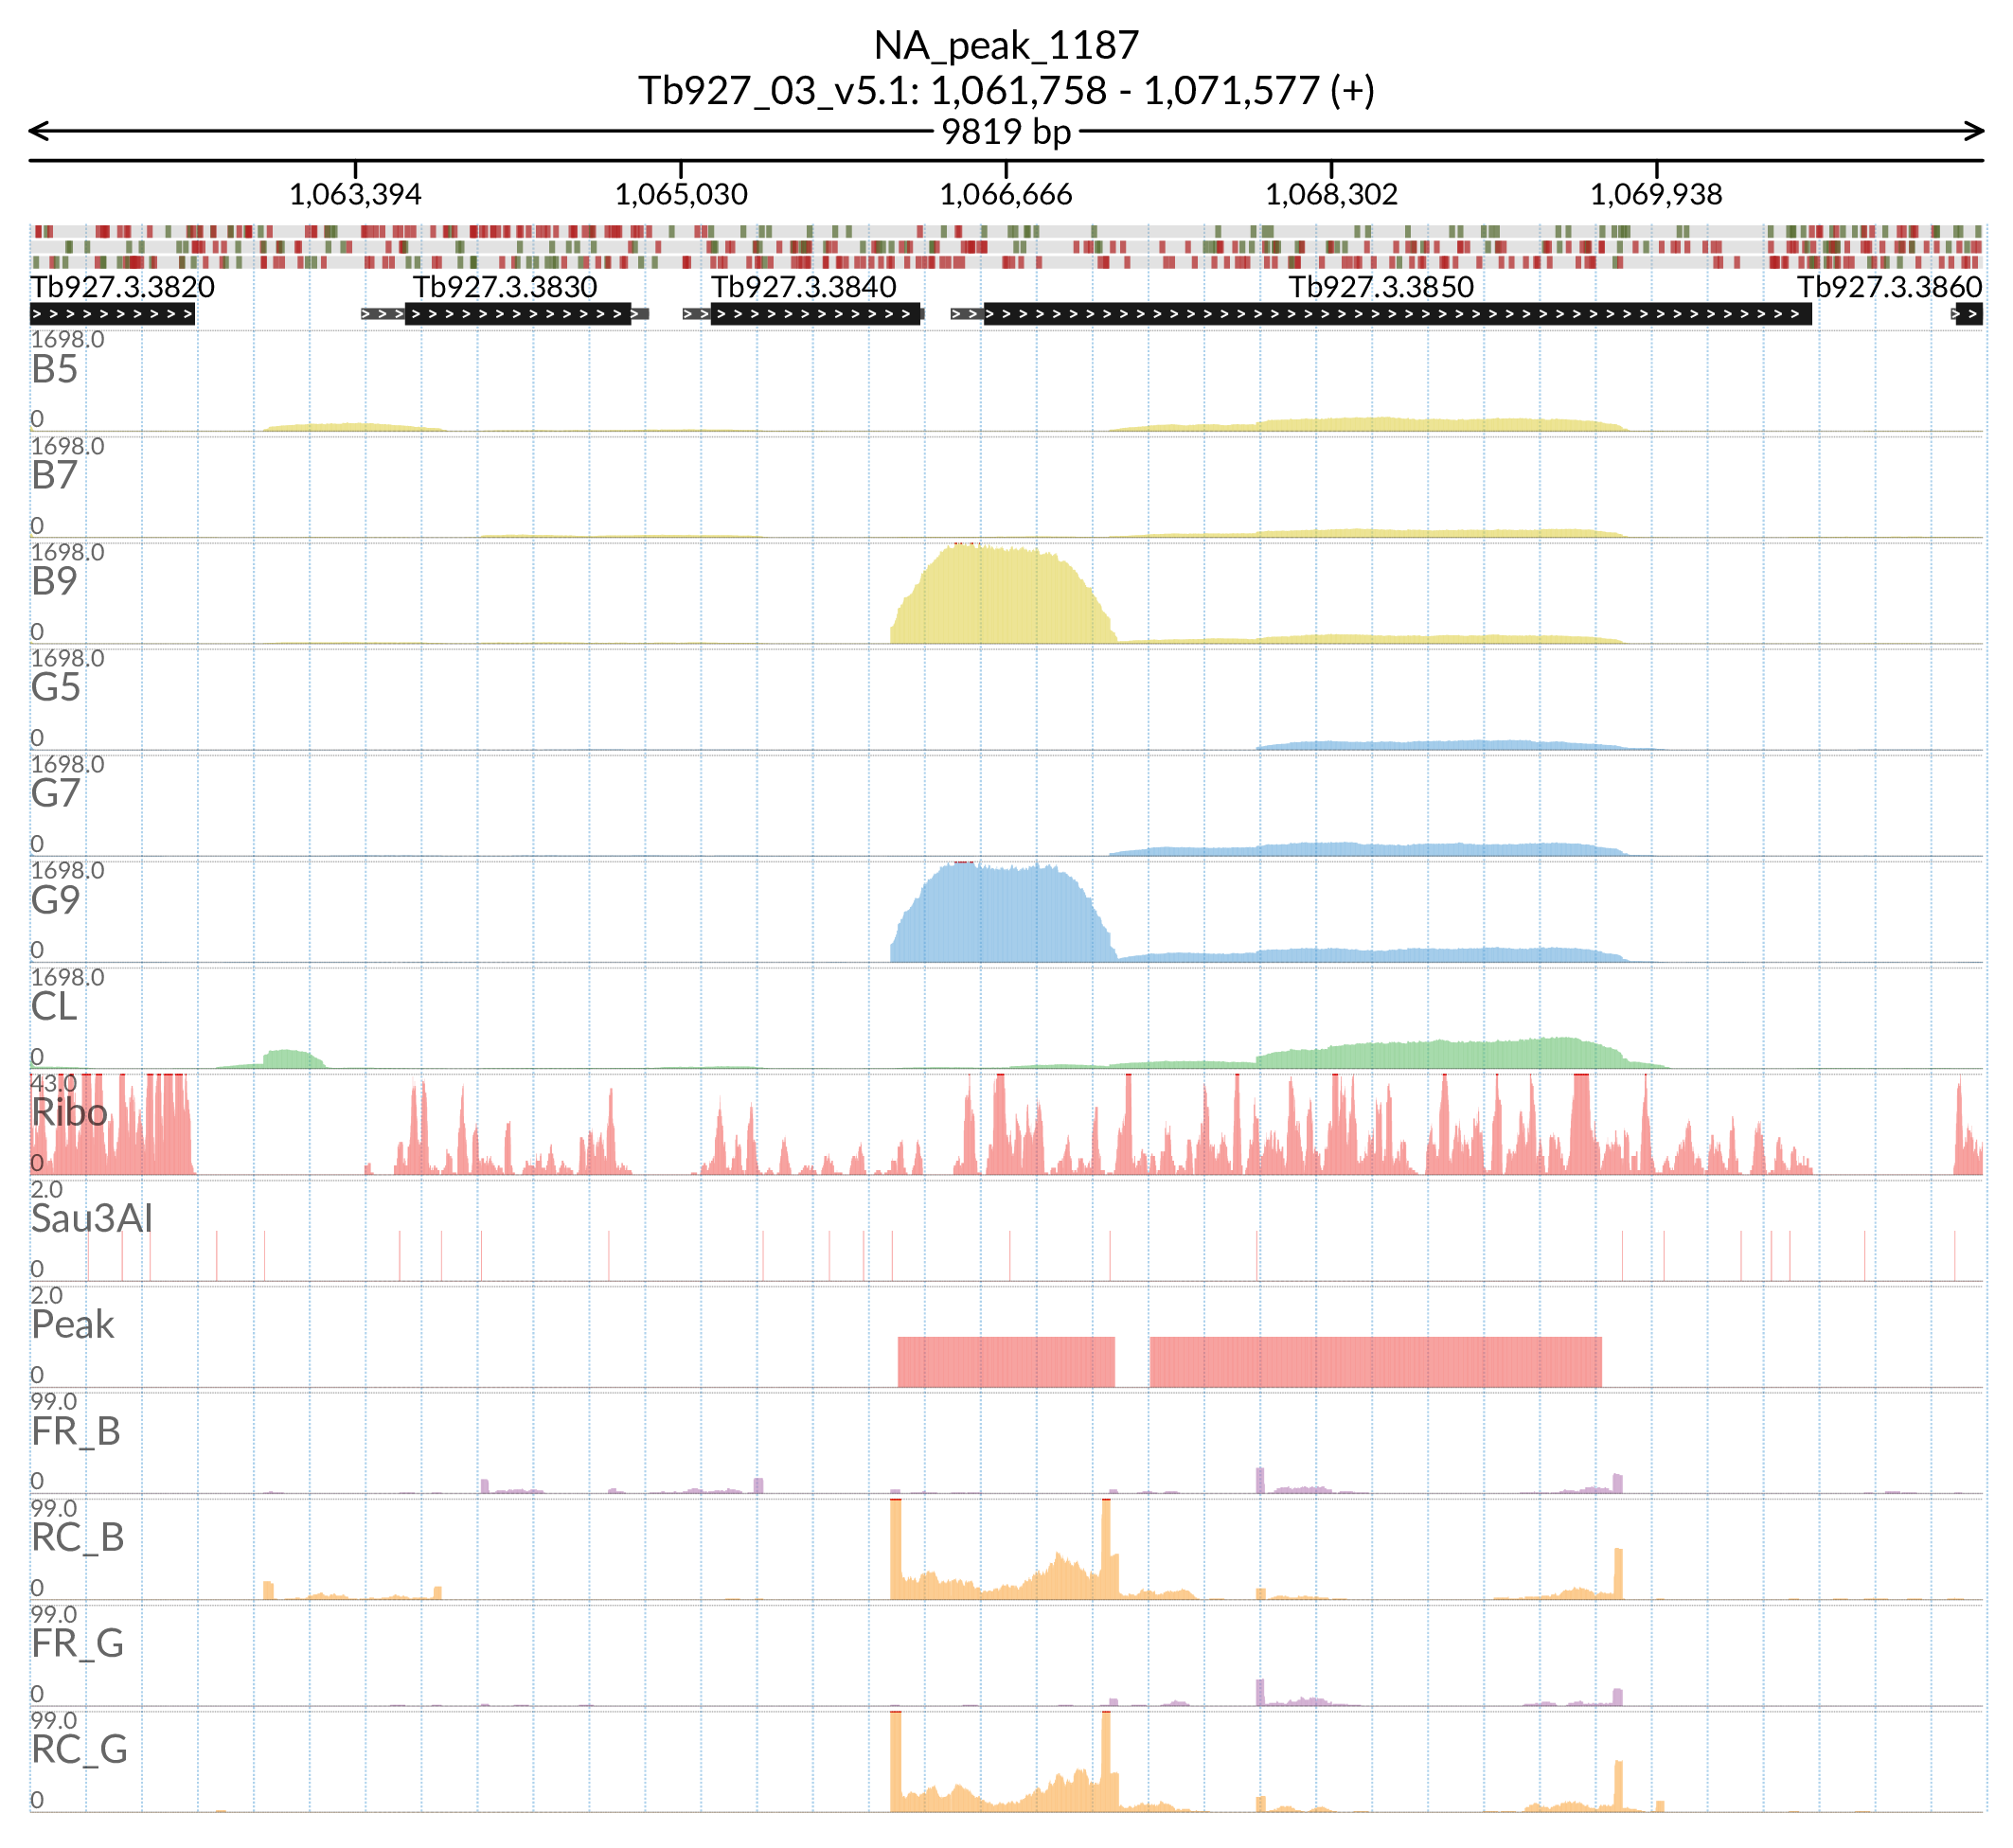 NA_peak_1187
Tb927_03_v5.1: 1,061,758 - 1,071,577 (+)
9819 bp
1,063,394 1,065,030 1,066,666 1,068,302 1,069,938
Tb927.3.3820 Tb927.3.3830 Tb927.3.3840 Tb927.3.3850 Tb927.3.3860
1698.0
B5
0
1698.0
B7
0
1698.0
B9
0
1698.0
G5
0
1698.0
G7
0
1698.0
G9
0
1698.0
CL
0
43.0
Ribo
0
2.0
Sau3AI
0
2.0
Peak
0
99.0
FR_B
0
99.0
RC_B
0
99.0
FR_G
0
99.0
RC_G
0